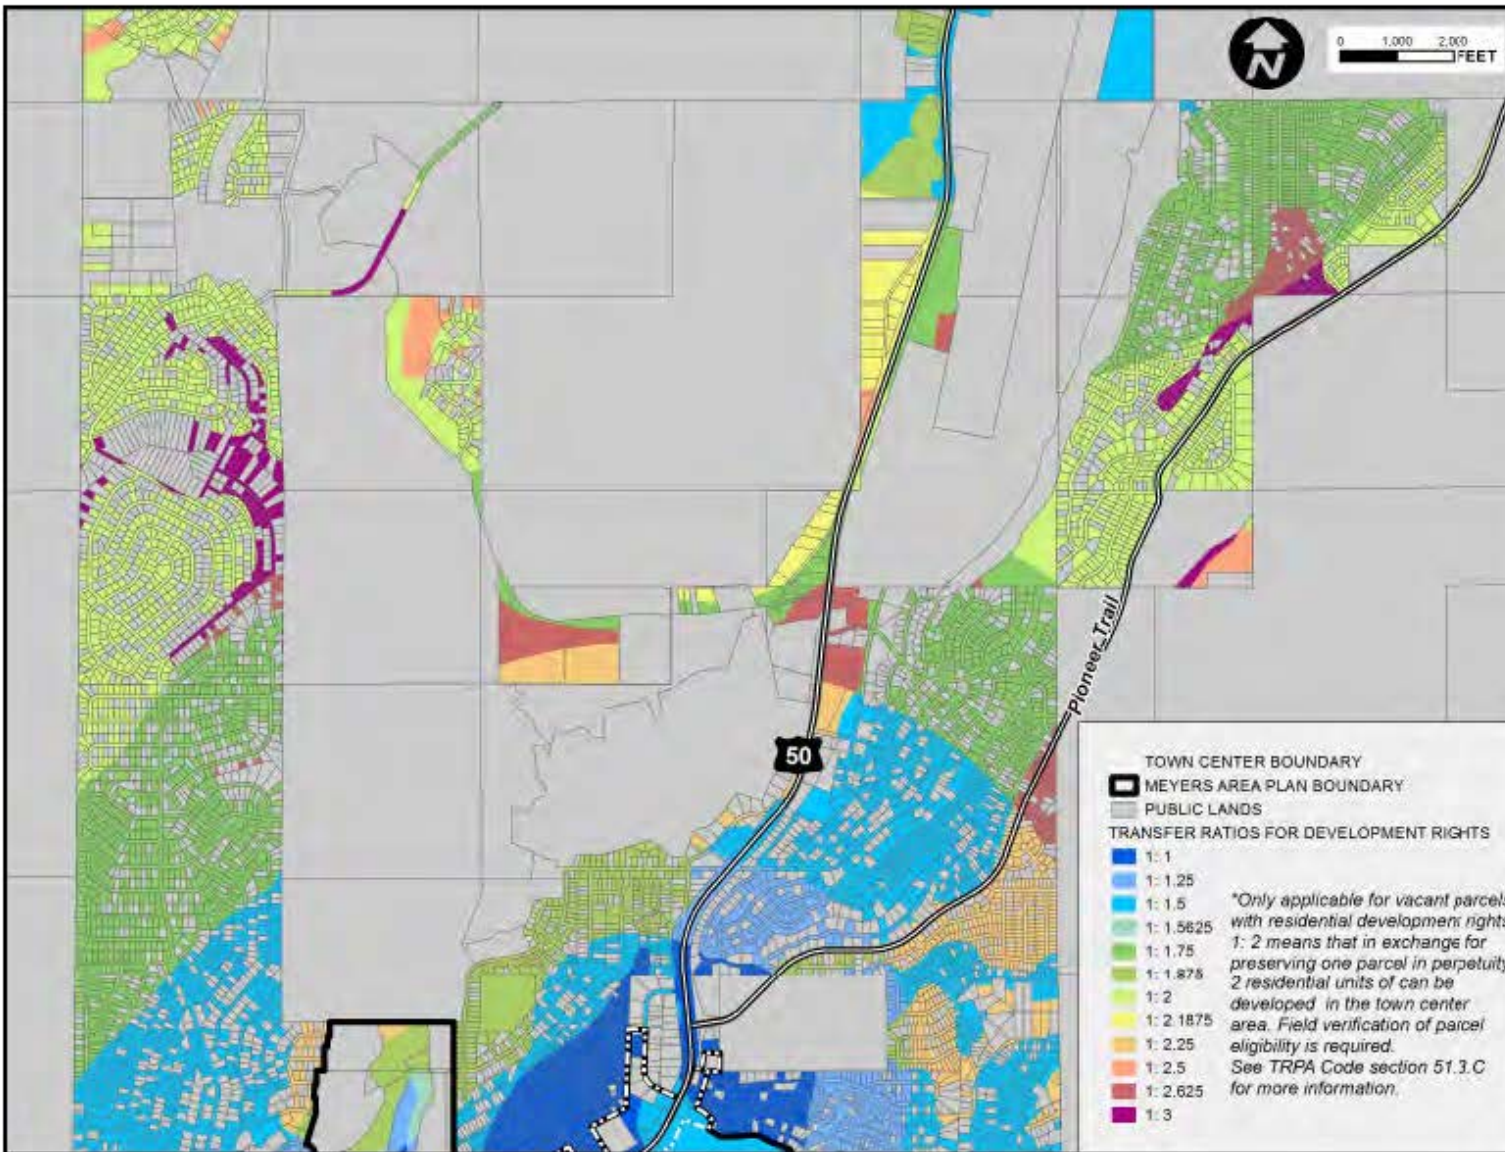 N
0 1,000 2,000
FEET
50
Pioneer Trail
TOWN CENTER BOUNDARY
MEYERS AREA PLAN BOUNDARY
PUBLIC LANDS
TRANSFER RATIOS FOR DEVELOPMENT RIGHTS
1: 1
1: 1.25
1: 1.5
1: 1.5625
1: 1.75
1: 1.875
1: 2
1: 2.1875
1: 2.25
1: 2.5
1: 2.625
1: 3
*Only applicable for vacant parcels
with residential development rights
1: 2 means that in exchange for
preserving one parcel in perpetuity
2 residential units of can be
developed in the town center
area. Field verification of parcel
eligibility is required.
See TRPA Code section 51.3.C
for more information.